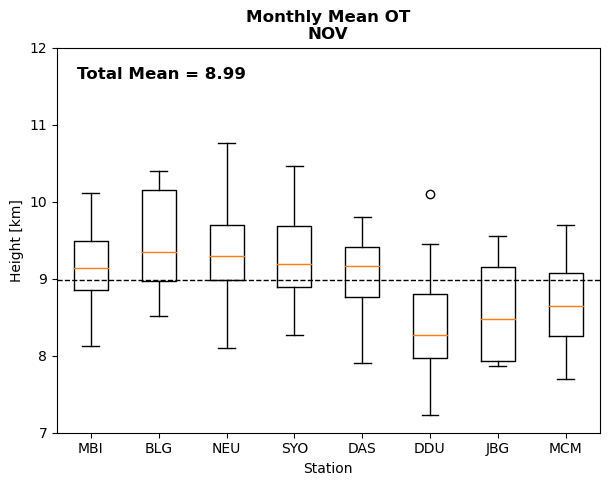 Monthly Mean OT
NOV
Total Mean = 8.99
Height [km]
12
11
10
9
8
7
MBI BLG NEU SYO DAS DDU JBG MCM
Station